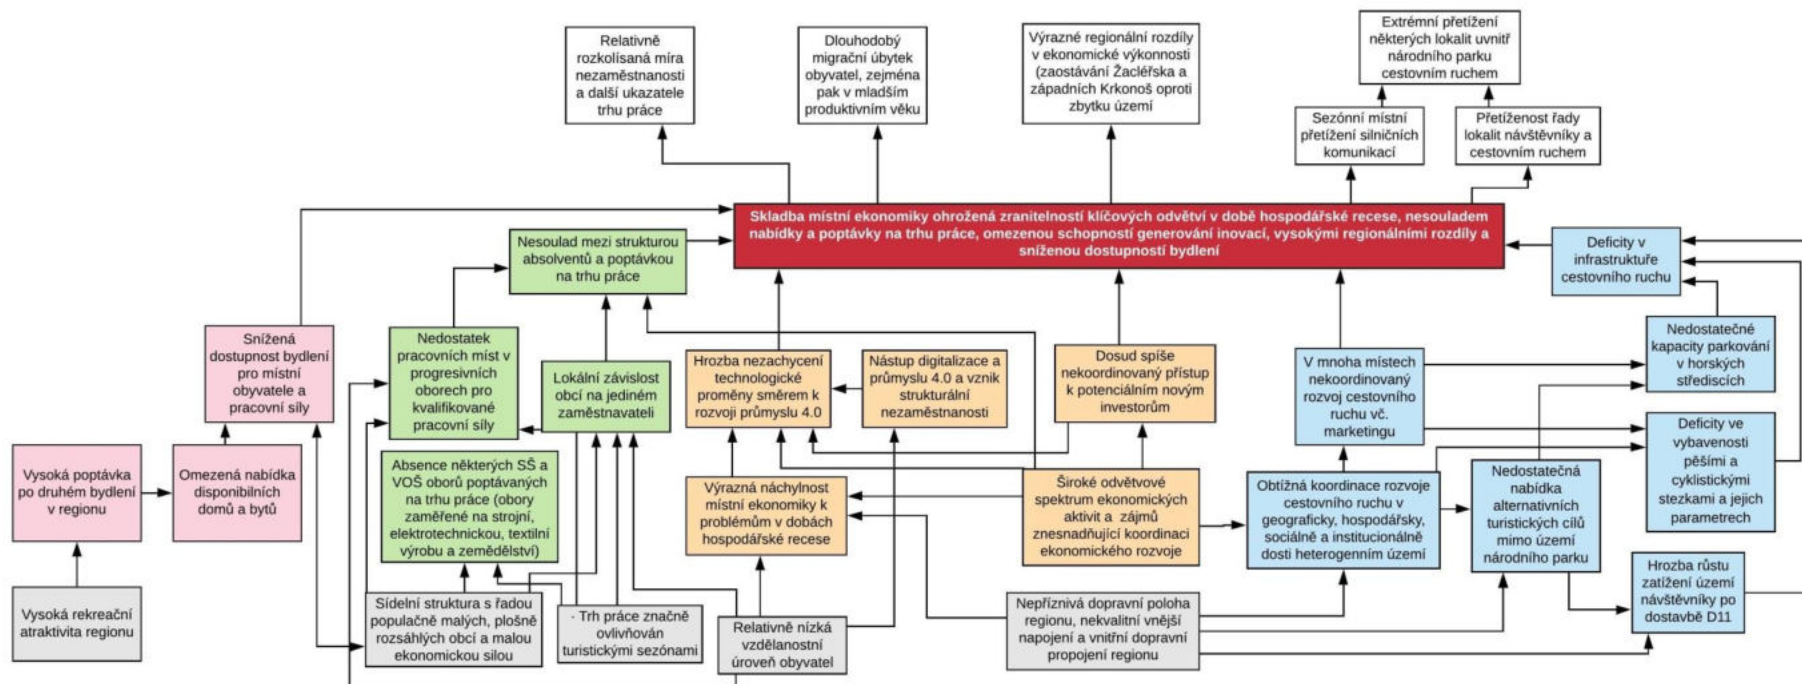 Relativně
rozkolísaná míra
nezaměstnanosti
a další ukazatele
trhu práce
Dlouhodobý
migrační úbytek
obyvatel, zejména
pak v mladším
produktivním věku
Výrazné regionální rozdíly
v ekonomické výkonnosti
(zaostávání Žacléřska a
západních Krkonoš oproti
zbytku území
Extrémní přetížení
některých lokalit uvnitř
národního parku
cestovním ruchem
Sezónní místní
přetížení silničních
komunikací
Přetíženost řady
lokalit návštěvníky a
cestovním ruchem
Skladba místní ekonomiky ohrožená zranitelností klíčových odvětví v době hospodářské recese, nesouladem
nabídky a poptávky na trhu práce, omezenou schopností generování inovací, vysokými regionálními rozdíly a
sníženou dostupností bydlení
Nesoulad mezi strukturou
absolventů a poptávkou
na trhu práce
Deficity v
infrastruktuře
cestovního ruchu
Snížená
dostupnost bydlení
pro místní
obyvatele a
pracovní síly
Nedostatek
pracovních míst v
progresivních
oborech pro
kvalifikované
pracovní síly
Lokální závislost
obcí na jediném
zaměstnavateli
Hrozba nezachycení
technologické
proměny směrem k
rozvoji průmyslu 4.0
Nástup digitalizace a
průmyslu 4.0 a vznik
strukturální
nezaměstnanosti
Dosud spíše
nekoordinovaný přístup
k potenciálním novým
investorům
V mnoha místech
nekoordinovaný
rozvoj cestovního
ruchu vč.
marketingu
Nedostatečné
kapacity parkování
v horských
střediscích
Vysoká poptávka
po druhém bydlení
v regionu
Omezená nabídka
disponibilních
domů a bytů
Absence některých SŠ a
VOŠ oborů poptávaných
na trhu práce (obory
zaměřené na strojní,
elektrotechnickou, textilní
výrobu a zemědělství)
Výrazná náchylnost
místní ekonomiky k
problémům v dobách
hospodářské recese
Široké odvětvové
spektrum ekonomických
aktivit a zájmů
znesnadňující koordinaci
ekonomického rozvoje
Obtížná koordinace rozvoje
cestovního ruchu v
geograficky, hospodářsky,
sociálně a institucionálně
dosti heterogenním území
Nedostatečná
nabídka
alternativních
turistických cílů
mimo území
národního parku
Deficity ve
vybavenosti
pěšími a
cyklistickými
stezkami a jejich
parametrech
Vysoká rekreační
atraktivita regionu
Sídelní struktura s řadou
populačně malých, plošně
rozsáhlých obcí a malou
ekonomickou silou
· Trh práce značně
ovlivňován
turistickými sezónami
Relativně nízká
vzdělanostní
úroveň obyvatel
Nepříznivá dopravní poloha
regionu, nekvalitní vnější
napojení a vnitřní dopravní
propojení regionu
Hrozba růstu
zatížení území
návštěvníky po
dostavbě D11